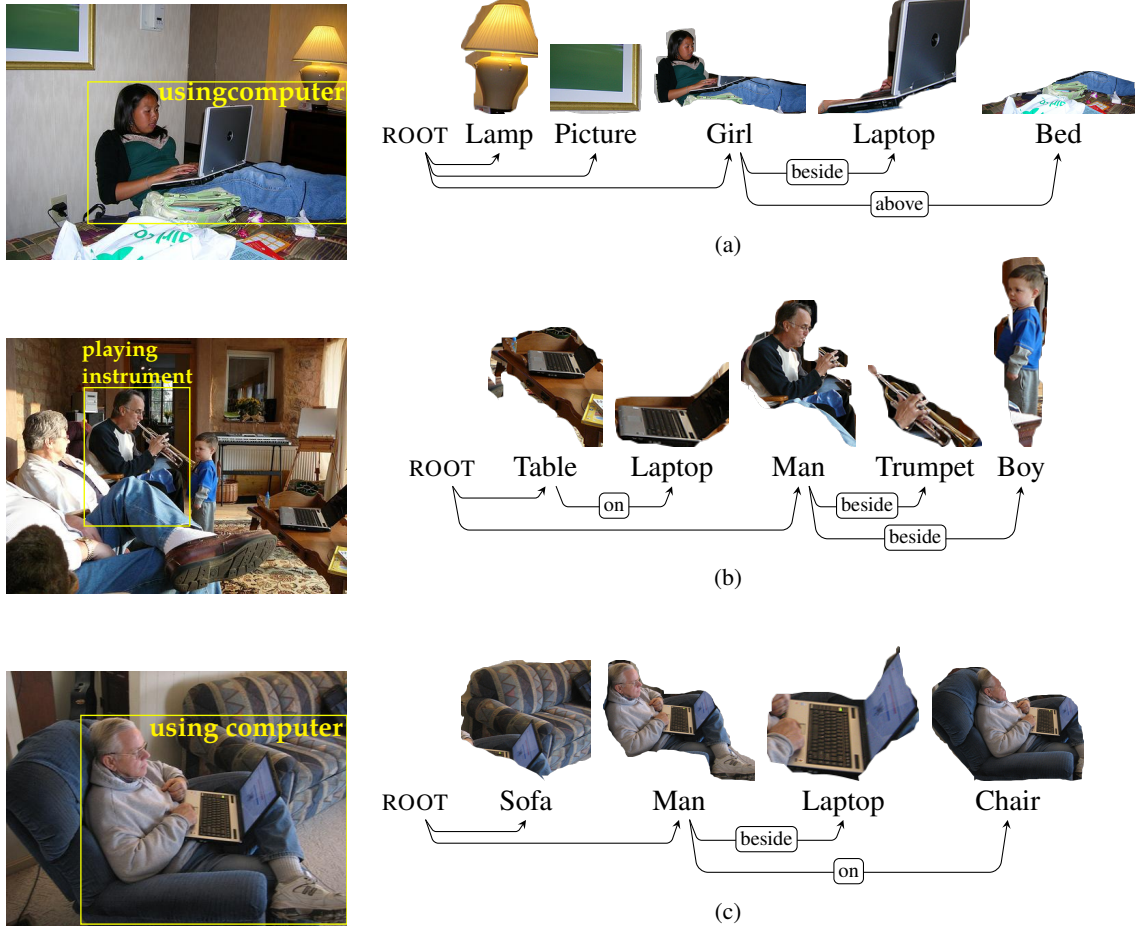 usingcomputer
ROOT Lamp Picture Girl Laptop Bed
beside
above
(a)
playing
instrument
ROOT Table Laptop Man Trumpet Boy
on beside
beside
(b)
using computer
ROOT Sofa Man Laptop Chair
beside
on
(c)